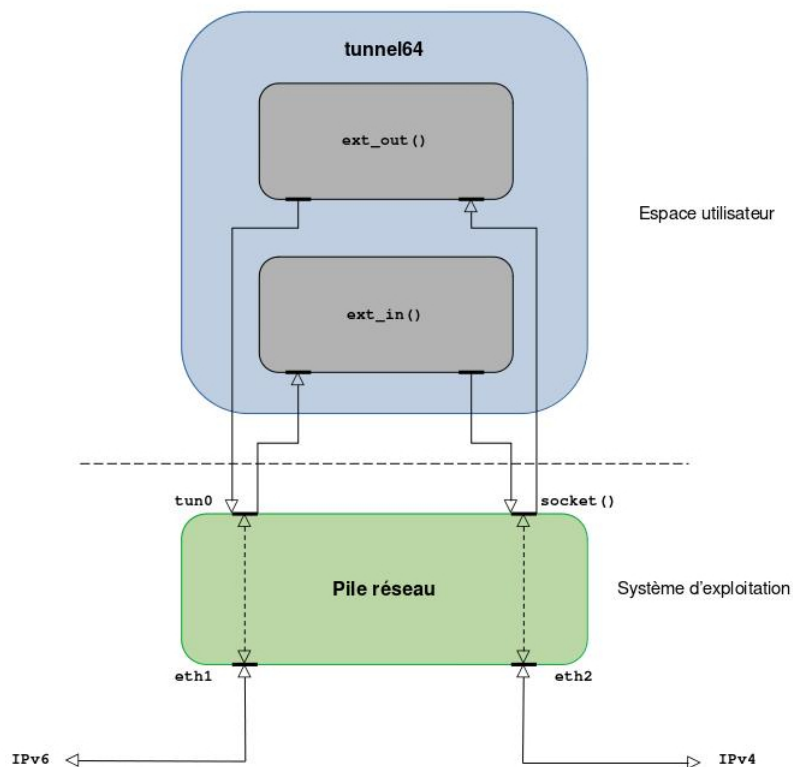 tunnel64
ext_out()
Espace utilisateur
ext_in()
tun0
socket()
Pile réseau
Système d'exploitation
eth1
eth2
IPv6
IPv4